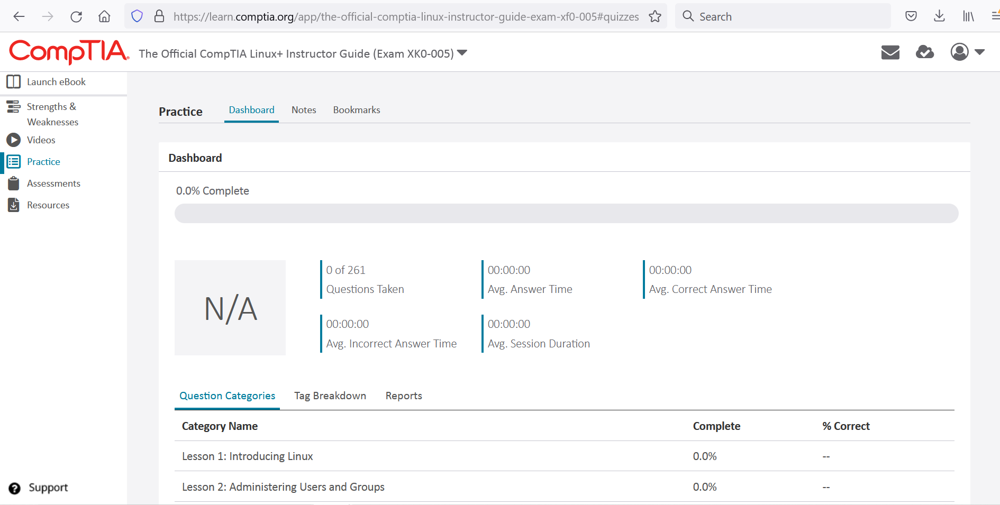 https://learn.comptia.org/app/the-official-comptia-linux-instructor-guide-exam-xf0-005#quizzes
Search
CompTIA.
The Official CompTIA Linux+ Instructor Guide (Exam XK0-005)
Launch eBook
Strengths &
Weaknesses
Videos
Practice
Assessments
Resources
Support
Practice
Dashboard
Notes
Bookmarks
Dashboard
0.0% Complete
N/A
0 of 261
Questions Taken
00:00:00
Avg. Answer Time
00:00:00
Avg. Correct Answer Time
00:00:00
Avg. Incorrect Answer Time
00:00:00
Avg. Session Duration
Question Categories
Tag Breakdown
Reports
Category Name Complete % Correct
Lesson 1: Introducing Linux 0.0% --
Lesson 2: Administering Users and Groups 0.0% --